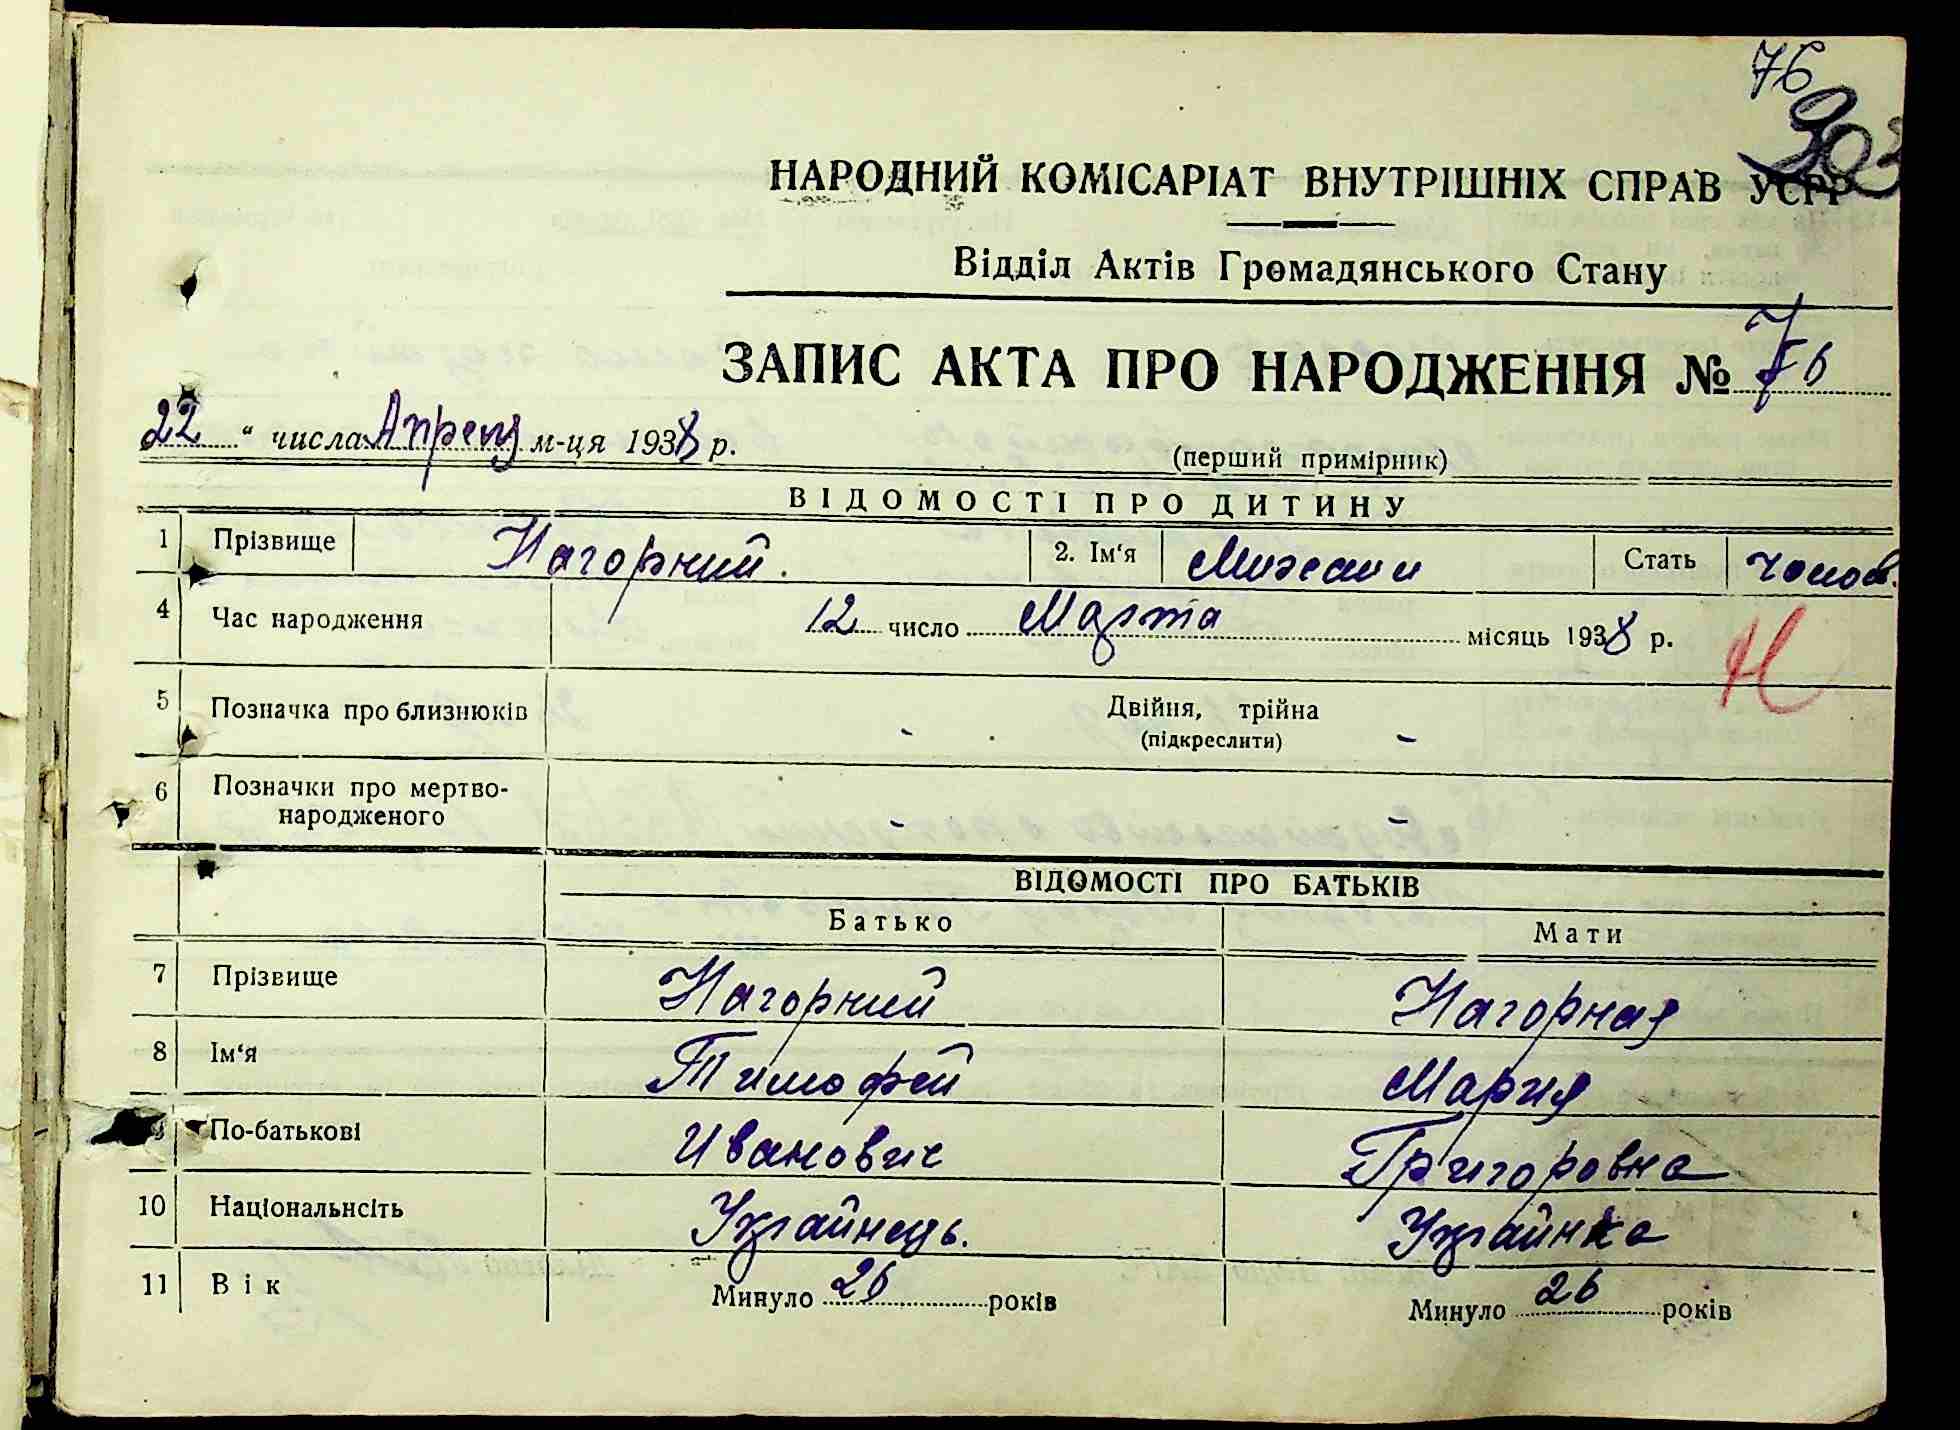 76
203
НАРОДНИЙ КОМІСАРІАТ ВНУТРІШНІХ СПРАВ УСРР
Відділ Актів Громадянського Стану
ЗАПИС АКТА ПРО НАРОДЖЕННЯ № 76
22 " числа Апреля м-ця 1938 р.
(перший примірник)
ВІДОМОСТІ ПРО ДИТИНУ
1 Прізвище Нагорний. 2. Ім'я Михаил Стать чолов.
4 Час народження 12 число Марта місяць 1938 р.
Н
5 Позначка про близнюків - Двійня, трійна -
(підкреслити)
6 Позначки про мертво-
народженого - -
ВІДОМОСТІ ПРО БАТЬКІВ
Батько Мати
7 Прізвище Нагорний Нагорная
8 Ім'я Тимофей Мария
9 По-батькові Иванович Григоровна
10 Національнсіть Украйнець. Украйнка
11 Вік Минуло 26 років Минуло 26 років